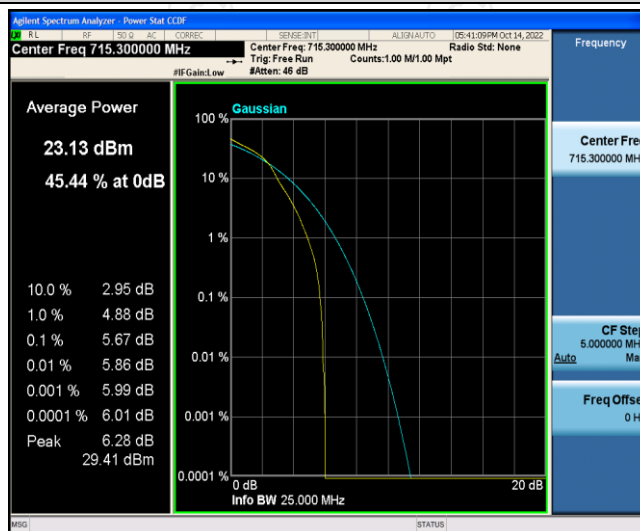 Agilent Spectrum Analyzer - Power Stat CCDF
RL RF 50 Ω AC CORREC SENSE:INT ALIGNAUTO 05:41:09PM Oct 14, 2022
Center Freq 715.300000 MHz
Center Freq: 715.300000 MHz Radio Std: None
Trig: Free Run Counts:1.00 M/1.00 Mpt
#IFGain:Low #Atten: 46 dB
Frequency
Average Power
23.13 dBm
45.44 % at 0dB
10.0 % 2.95 dB
1.0 % 4.88 dB
0.1 % 5.67 dB
0.01 % 5.86 dB
0.001 % 5.99 dB
0.0001 % 6.01 dB
Peak 6.28 dB
29.41 dBm
Gaussian
100 %
10 %
1 %
0.1 %
0.01 %
0.001 %
0.0001 %
0 dB 20 dB
Info BW 25.000 MHz
Center Fre
715.300000 MH
CF Step
5.000000 MH
Auto Ma
Freq Offse
0 H
MSG STATUS